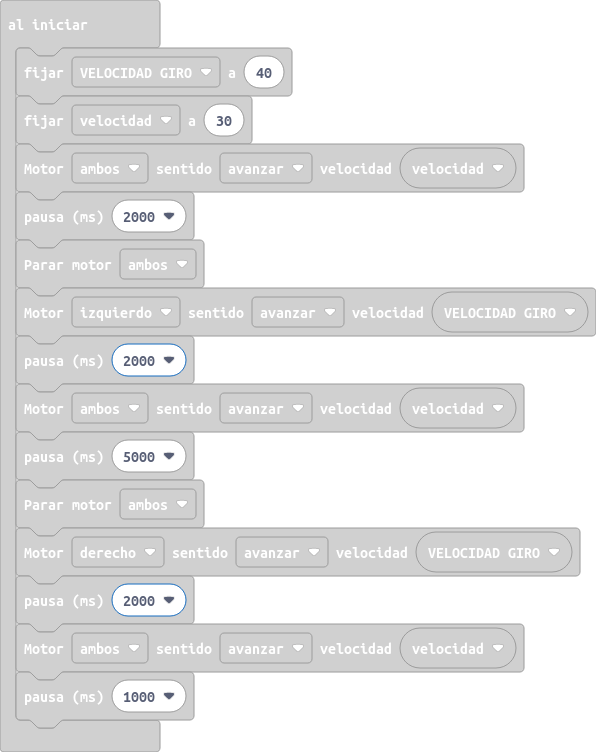 al iniciar
fijar VELOCIDAD GIRO a 40
fijar velocidad a 30
Motor ambos sentido avanzar velocidad velocidad
pausa (ms) 2000
Parar motor ambos
Motor izquierdo sentido avanzar velocidad VELOCIDAD GIRO
pausa (ms) 2000
Motor ambos sentido avanzar velocidad velocidad
pausa (ms) 5000
Parar motor ambos
Motor derecho sentido avanzar velocidad VELOCIDAD GIRO
pausa (ms) 2000
Motor ambos sentido avanzar velocidad velocidad
pausa (ms) 1000